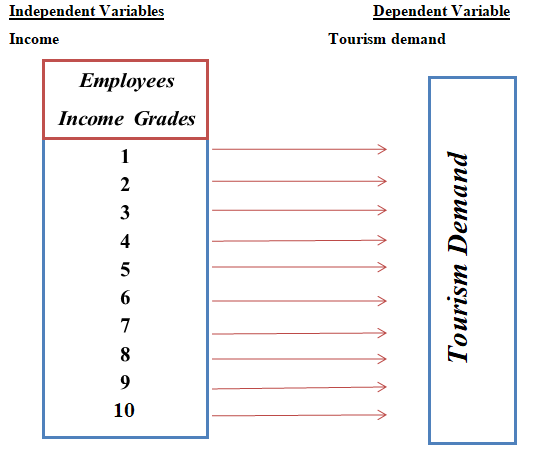 Independent Variables
Dependent Variable
Income
Tourism demand
Employees
Income Grades
1
2
3
4
5
6
7
8
9
10
Tourism Demand